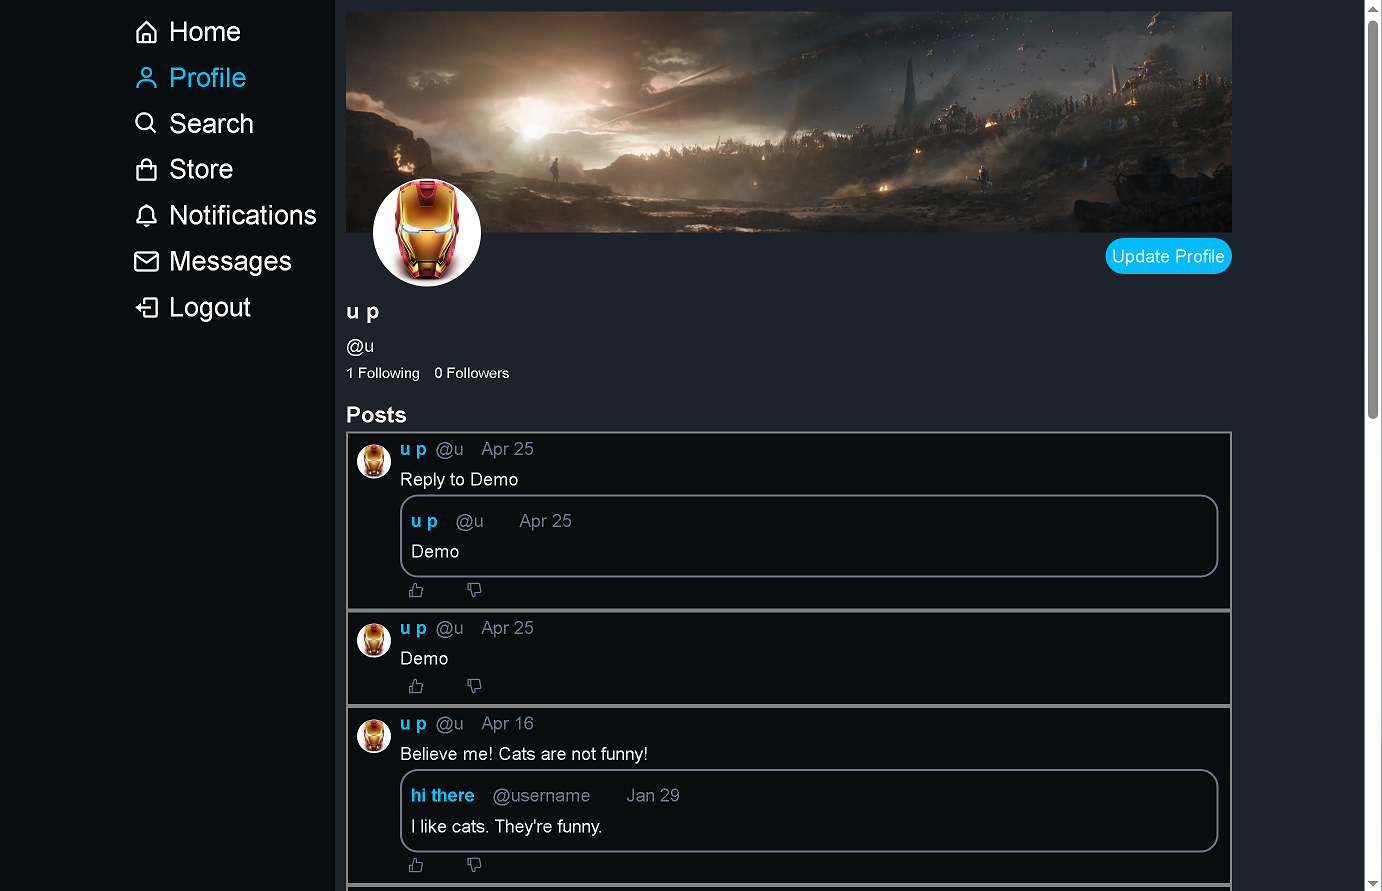 Home
Profile
Search
Store
Notifications
Messages
Logout
Update Profile
u p
@u
1 Following 0 Followers
Posts
u p @u Apr 25
Reply to Demo
u p @u Apr 25
Demo
u p @u Apr 25
Demo
u p @u Apr 16
Believe me! Cats are not funny!
hi there @username Jan 29
I like cats. They're funny.